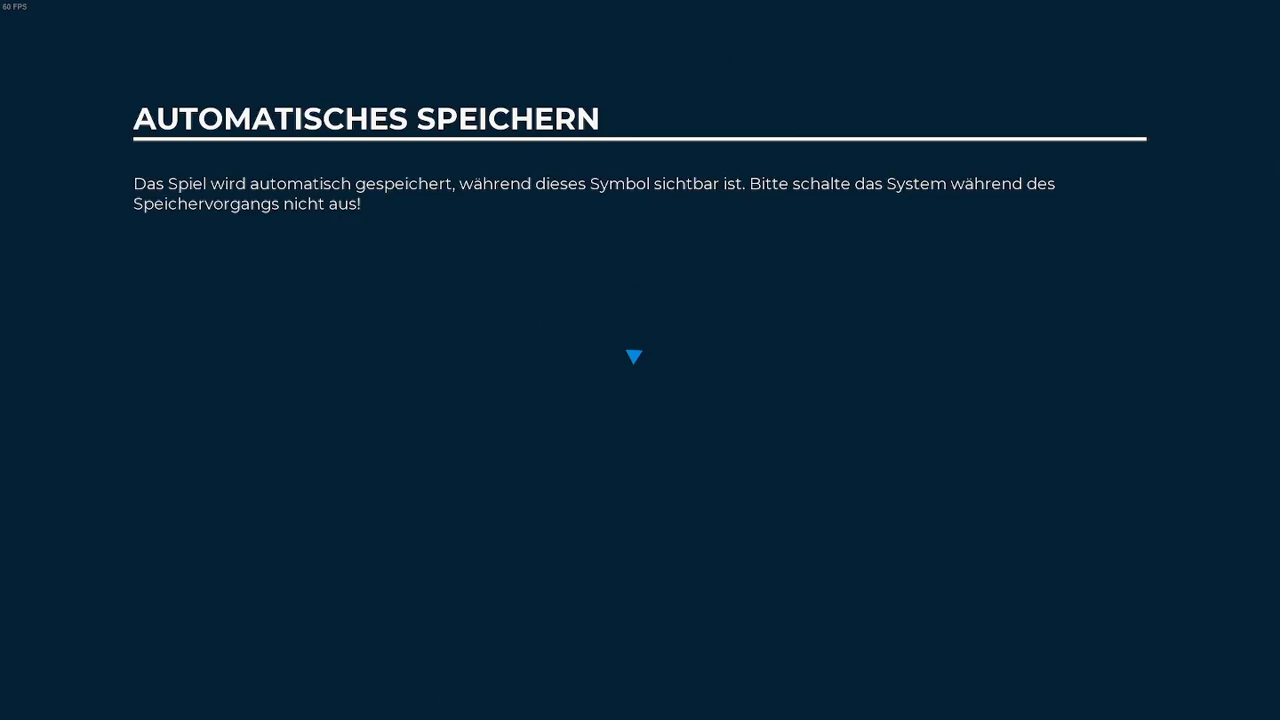 60 FPS
AUTOMATISCHES SPEICHERN
Das Spiel wird automatisch gespeichert, während dieses Symbol sichtbar ist. Bitte schalte das System während des
Speichervorgangs nicht aus!